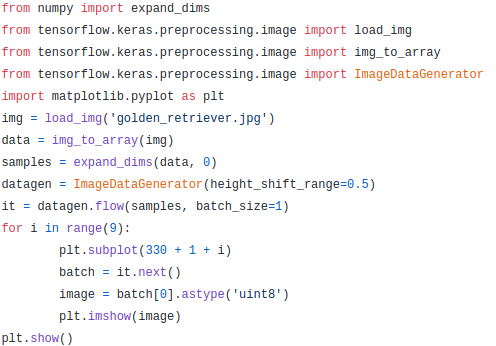 from numpy import expand_dims
from tensorflow.keras.preprocessing.image import load_img
from tensorflow.keras.preprocessing.image import img_to_array
from tensorflow.keras.preprocessing.image import ImageDataGenerator
import matplotlib.pyplot as plt
img = load_img('golden_retriever.jpg')
data = img_to_array(img)
samples = expand_dims(data, 0)
datagen = ImageDataGenerator(height_shift_range=0.5)
it = datagen.flow(samples, batch_size=1)
for i in range(9):
        plt.subplot(330 + 1 + i)
        batch = it.next()
        image = batch[0].astype('uint8')
        plt.imshow(image)
plt.show()